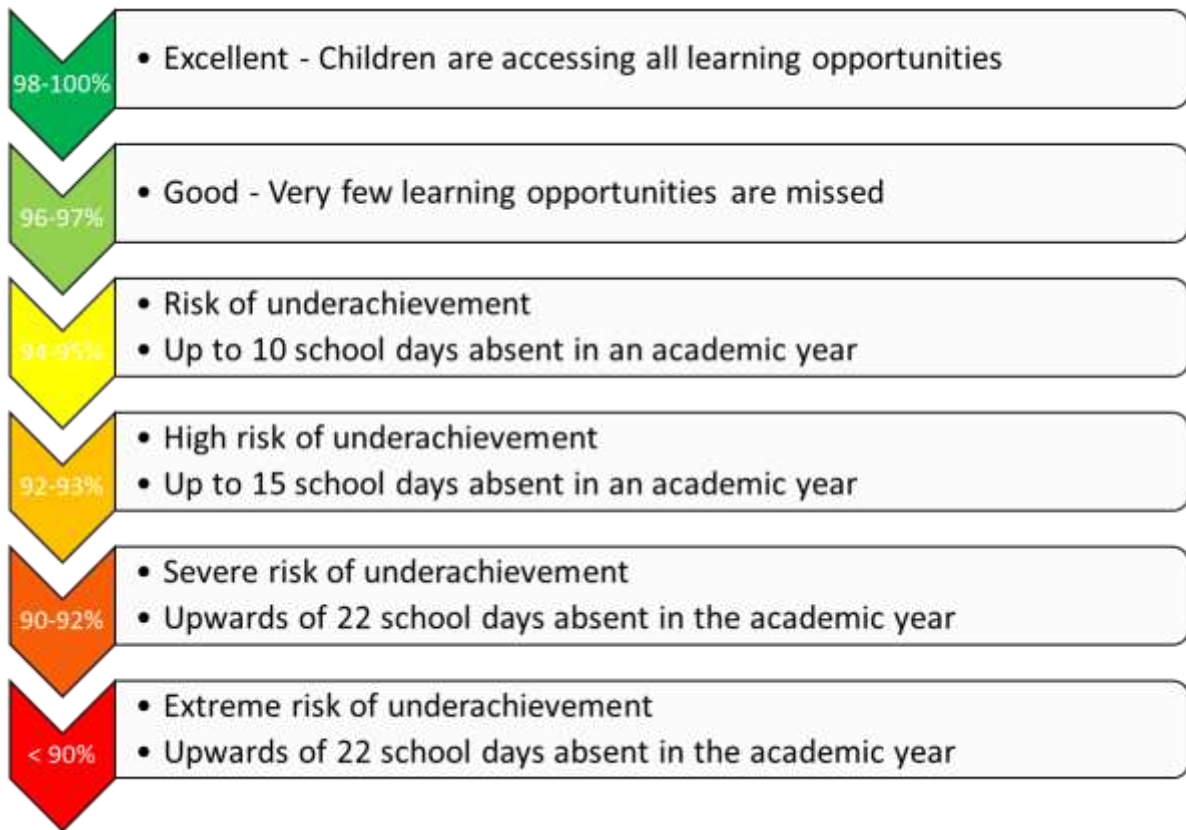 98-100%
• Excellent - Children are accessing all learning opportunities
96-97%
• Good - Very few learning opportunities are missed
94-95%
• Risk of underachievement
• Up to 10 school days absent in an academic year
92-93%
• High risk of underachievement
• Up to 15 school days absent in an academic year
90-92%
• Severe risk of underachievement
• Upwards of 22 school days absent in the academic year
< 90%
• Extreme risk of underachievement
• Upwards of 22 school days absent in the academic year